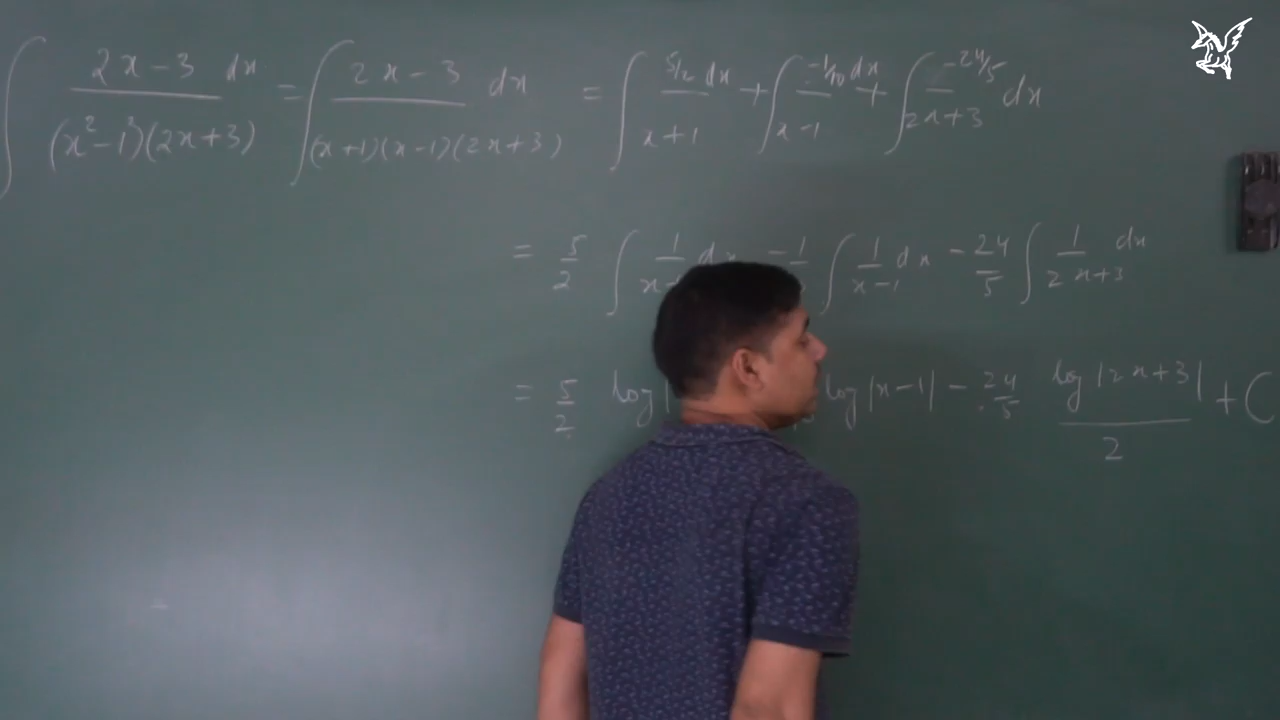 ∫ (2x-3)/((x²-1)(2x+3)) dx = ∫ (2x-3)/((x+1)(x-1)(2x+3)) dx = ∫ (5/2)/(x+1) dx + ∫ (-1/10)/(x-1) dx + ∫ (-24/5)/(2x+3) dx
= 5/2 ∫ 1/ dx - 1/ ∫ 1/(x-1) dx - 24/5 ∫ 1/(2x+3) dx
= 5/2 log| log|x-1| - 24/5 log|2x+3|/2 + C